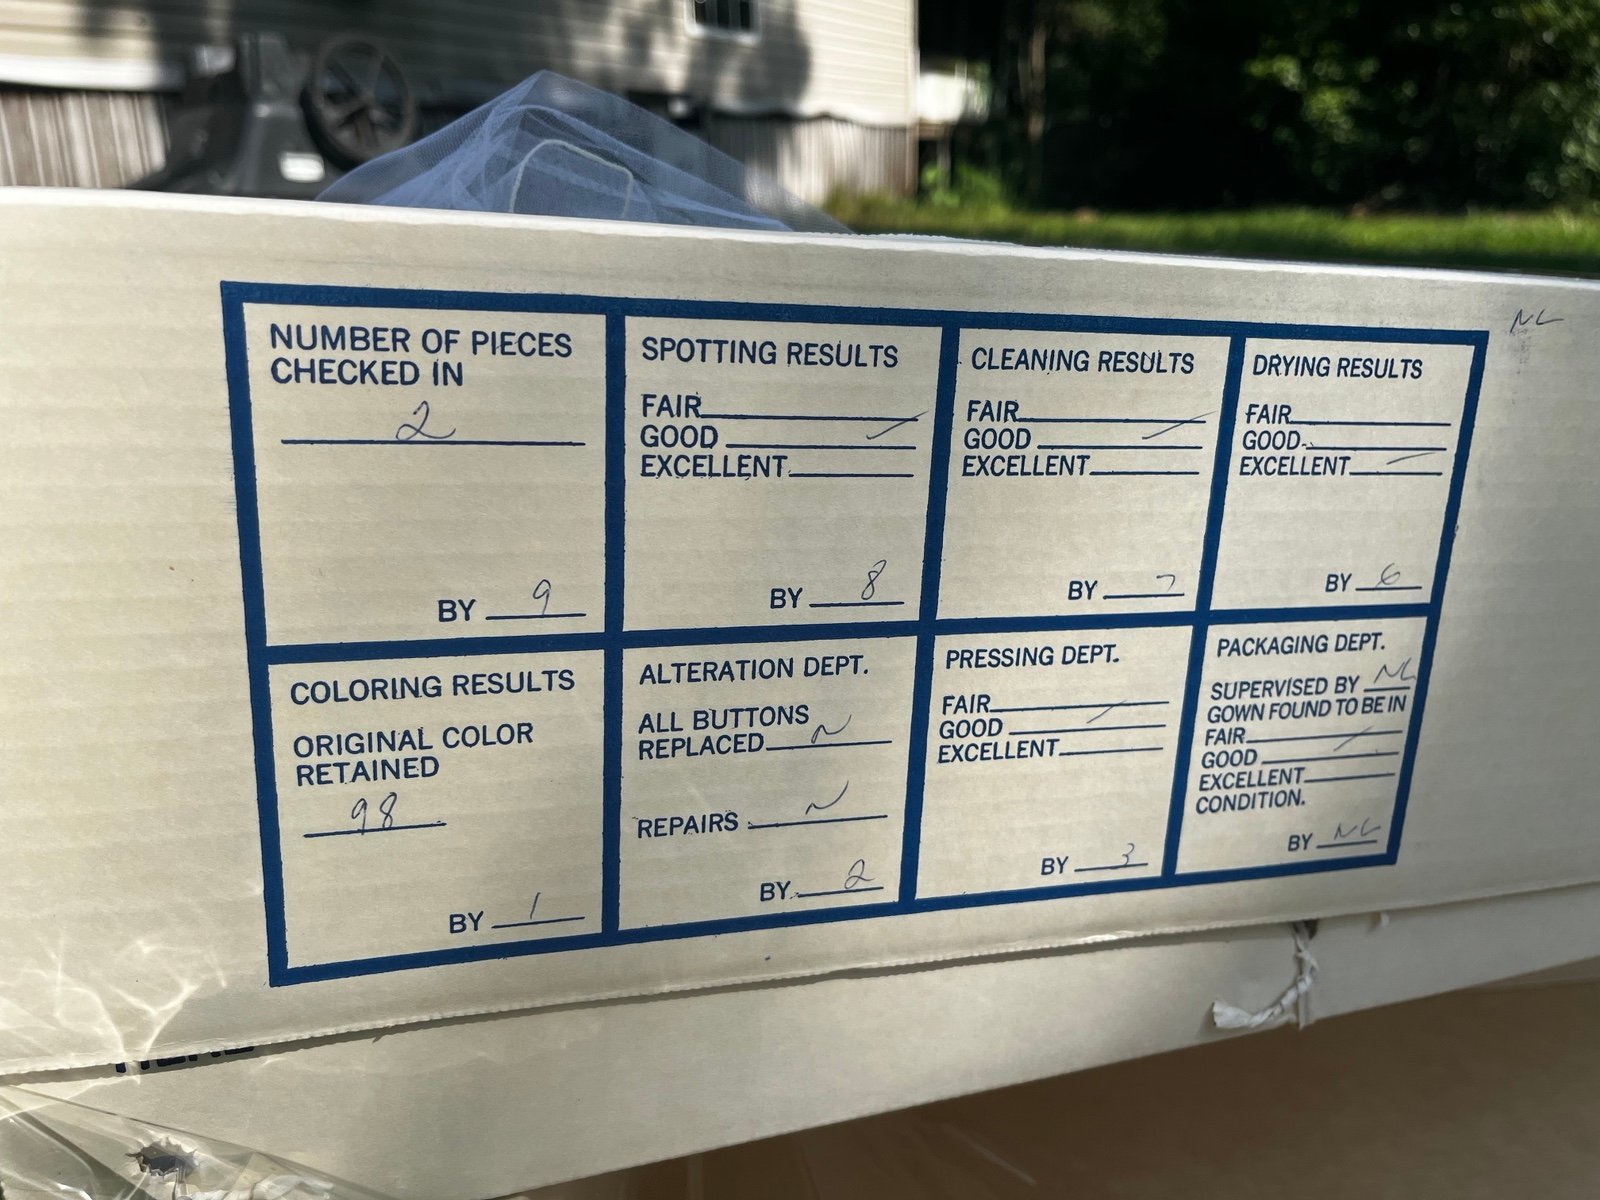 NL
NUMBER OF PIECES
CHECKED IN
2
BY 9
SPOTTING RESULTS
FAIR
GOOD
EXCELLENT
BY 8
CLEANING RESULTS
FAIR
GOOD
EXCELLENT
BY 7
DRYING RESULTS
FAIR
GOOD
EXCELLENT
BY 6
COLORING RESULTS
ORIGINAL COLOR
RETAINED
98
BY 1
ALTERATION DEPT.
ALL BUTTONS
REPLACED N
REPAIRS N
BY 2
PRESSING DEPT.
FAIR
GOOD
EXCELLENT
BY 3
PACKAGING DEPT.
SUPERVISED BY NL
GOWN FOUND TO BE IN
FAIR
GOOD
EXCELLENT
CONDITION.
BY NL